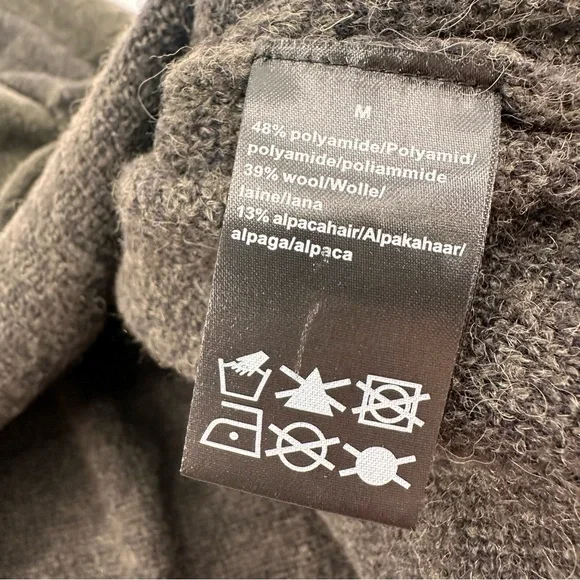 M
48% polyamide/Polyamid/
polyamide/poliammide
39% wool/Wolle/
laine/lana
13% alpacahair/Alpakahaar/
alpaga/alpaca